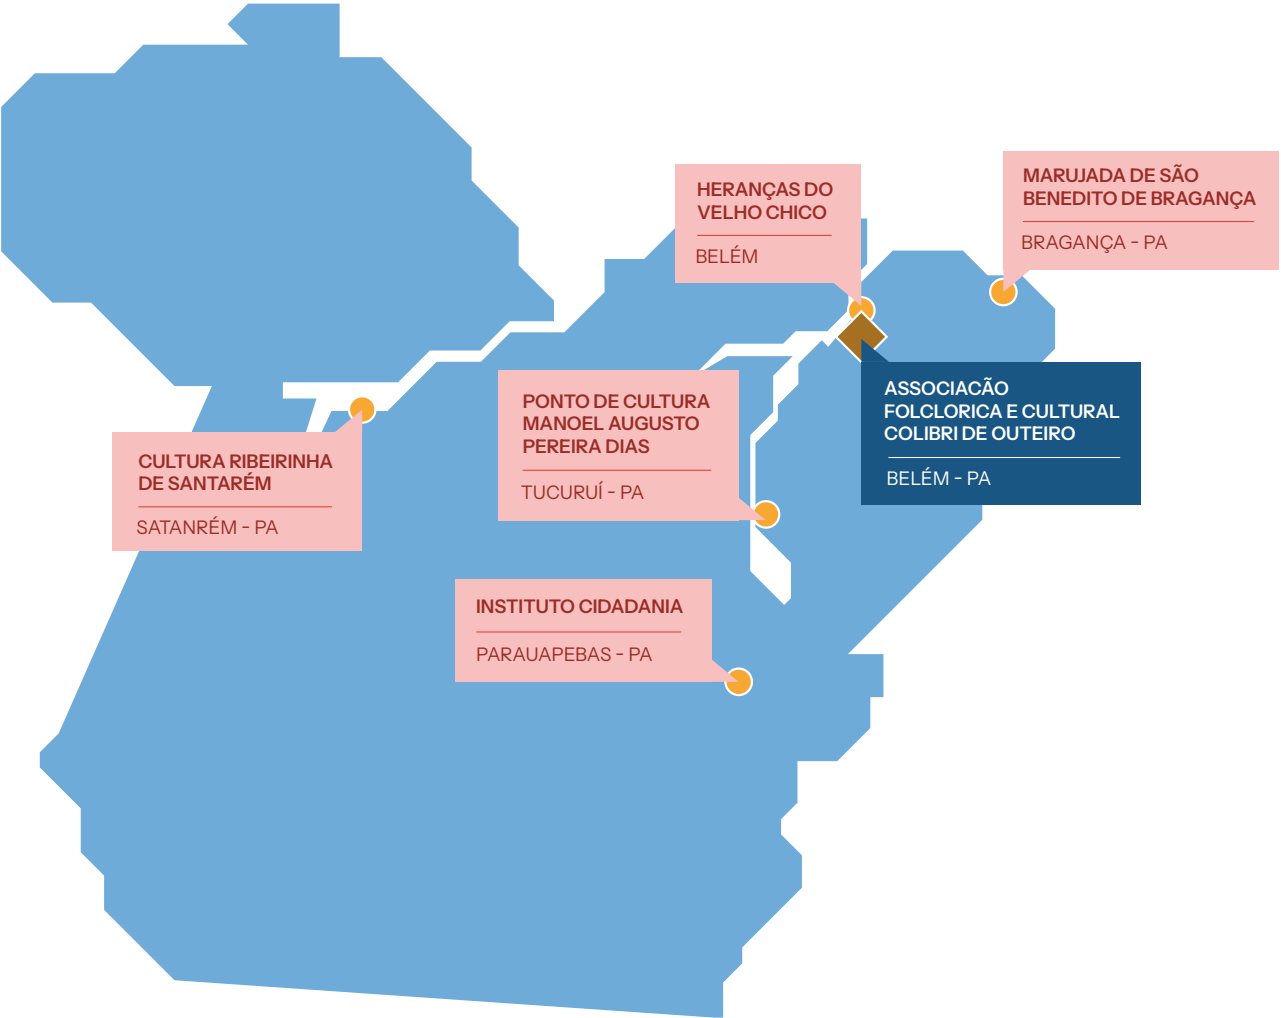 MARUJADA DE SÃO
BENEDITO DE BRAGANÇA
BRAGANÇA - PA
HERANÇAS DO
VELHO CHICO
BELÉM
ASSOCIACÃO
FOLCLORICA E CULTURAL
COLIBRI DE OUTEIRO
BELÉM - PA
PONTO DE CULTURA
MANOEL AUGUSTO
PEREIRA DIAS
TUCURUÍ - PA
CULTURA RIBEIRINHA
DE SANTARÉM
SATANRÉM - PA
INSTITUTO CIDADANIA
PARAUAPEBAS - PA